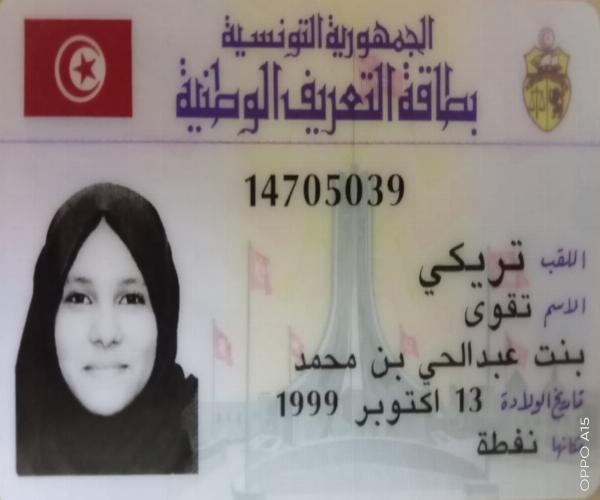 الجمهورية التونسية
بطاقة التعريف الوطنية
14705039
اللقب تريكي
الاسم تقوى
بنت عبدالحي بن محمد
تاريخ الولادة 13 اكتوبر 1999
مكانها نفطة
OPPO A15